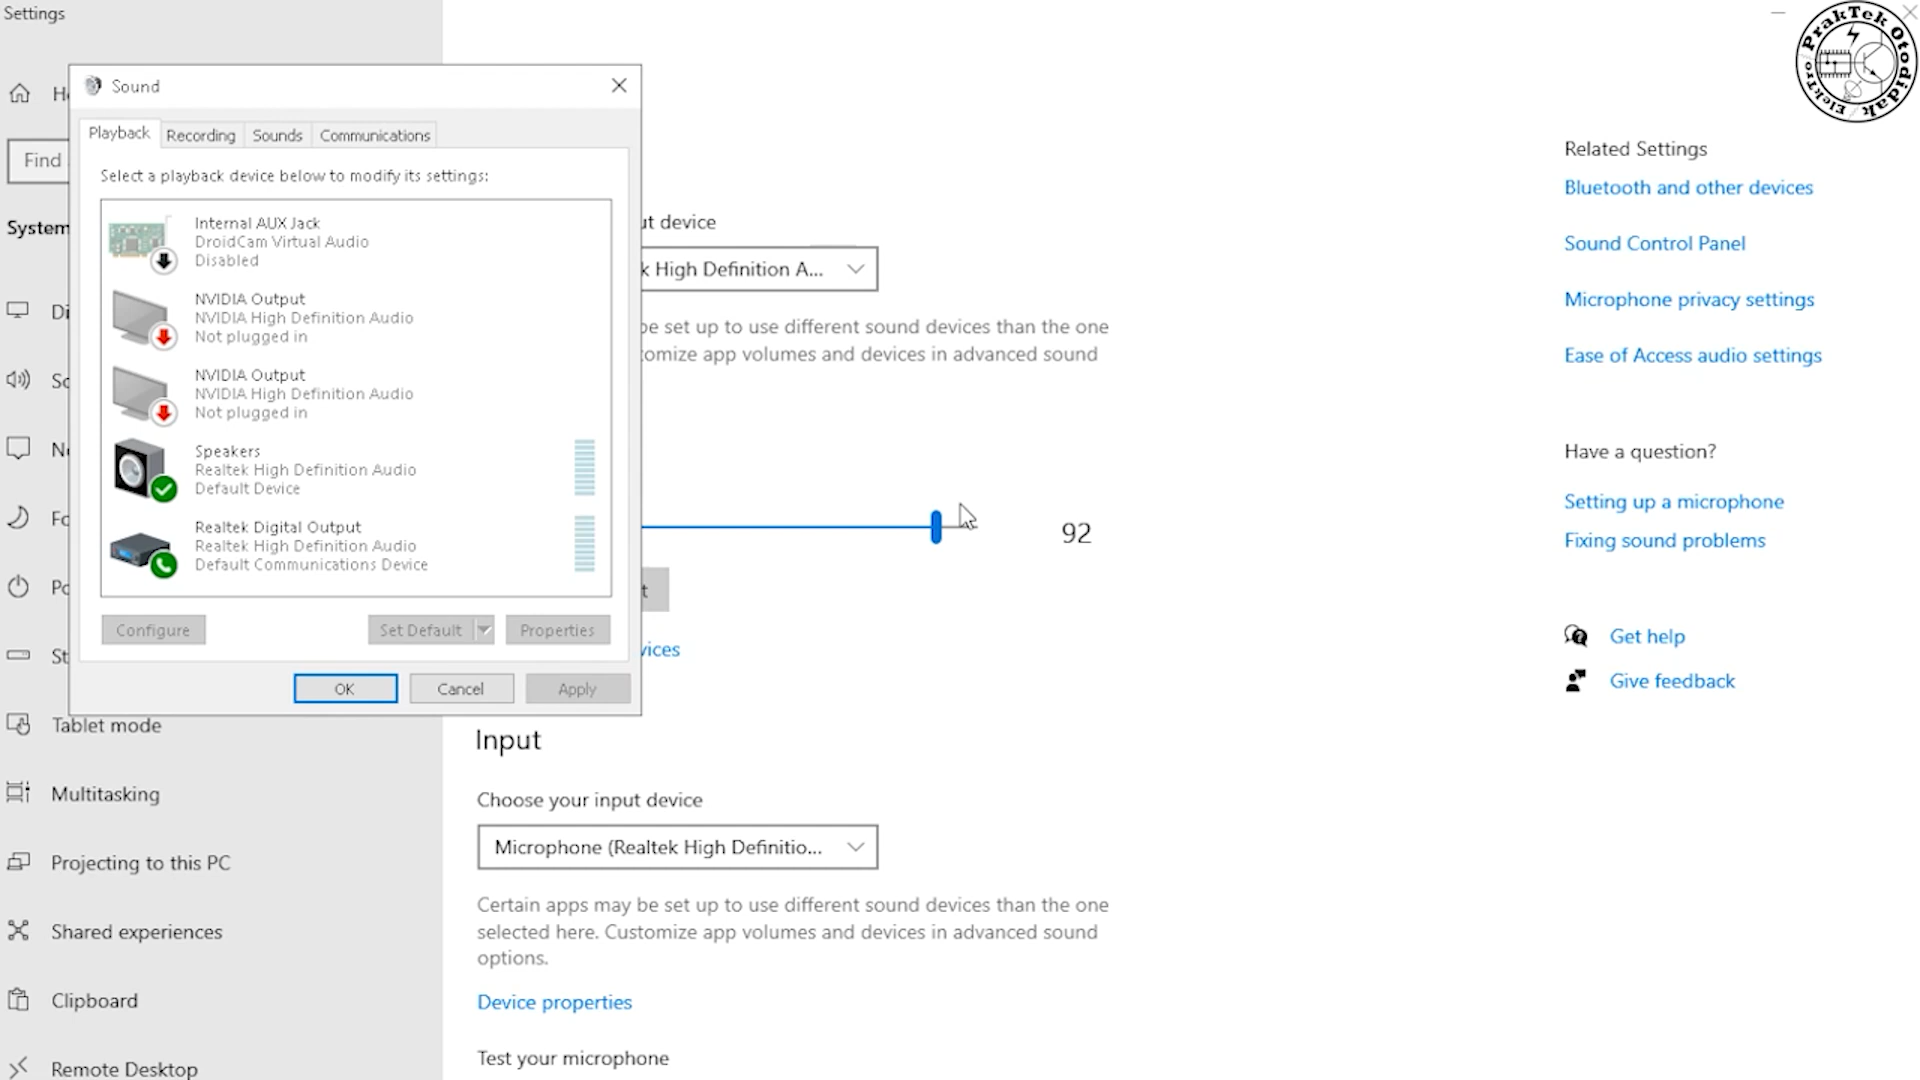 Settings
Sound
Playback
Recording
Sounds
Communications
Select a playback device below to modify its settings:
Internal AUX Jack
DroidCam Virtual Audio
Disabled
NVIDIA Output
NVIDIA High Definition Audio
Not plugged in
NVIDIA Output
NVIDIA High Definition Audio
Not plugged in
Speakers
Realtek High Definition Audio
Default Device
Realtek Digital Output
Realtek High Definition Audio
Default Communications Device
Configure
Set Default
Properties
OK
Cancel
Apply
Find
System
Tablet mode
Multitasking
Projecting to this PC
Shared experiences
Clipboard
Remote Desktop
ut device
k High Definition A...
be set up to use different sound devices than the one
tomize app volumes and devices in advanced sound
92
t
vices
Input
Choose your input device
Microphone (Realtek High Definitio...
Certain apps may be set up to use different sound devices than the one
selected here. Customize app volumes and devices in advanced sound
options.
Device properties
Test your microphone
PrakTek Otodidak
ElekTro
Related Settings
Bluetooth and other devices
Sound Control Panel
Microphone privacy settings
Ease of Access audio settings
Have a question?
Setting up a microphone
Fixing sound problems
Get help
Give feedback